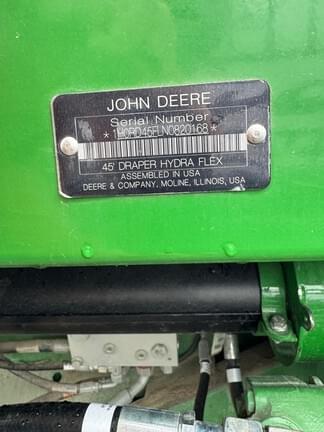 JOHN DEERE
Serial Number
*1H0RD45FLN0820168*
45' DRAPER HYDRA FLEX
ASSEMBLED IN USA
DEERE & COMPANY, MOLINE, ILLINOIS, USA